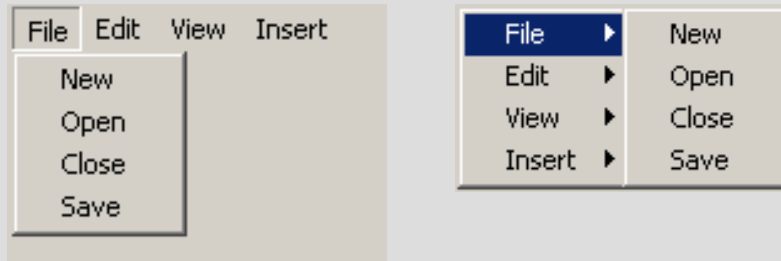 File Edit View Insert
New
Open
Close
Save
File
Edit
View
Insert
New
Open
Close
Save